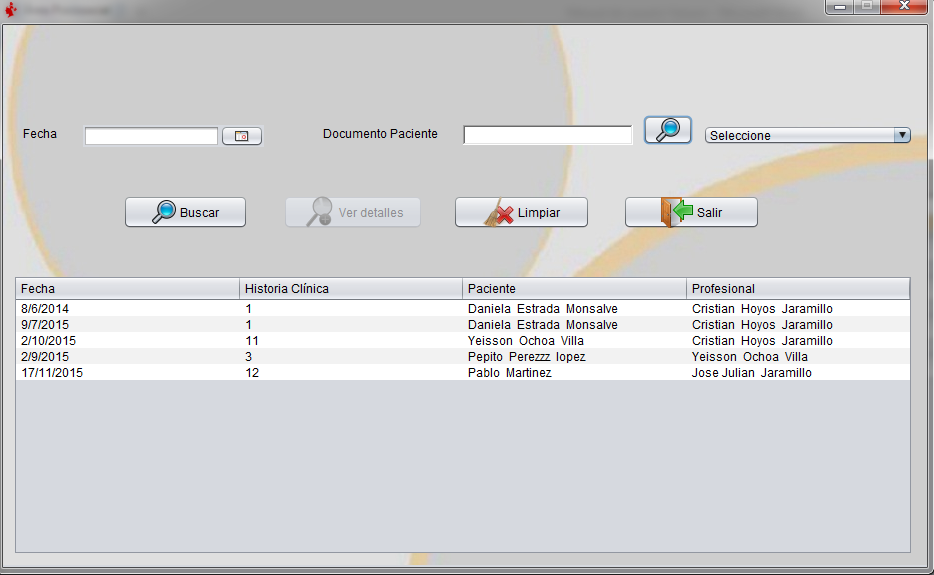 Fecha Documento Paciente Seleccione
Buscar Ver detalles Limpiar Salir
Fecha Historia Clínica Paciente Profesional
8/6/2014 1 Daniela Estrada Monsalve Cristian Hoyos Jaramillo
9/7/2015 1 Daniela Estrada Monsalve Cristian Hoyos Jaramillo
2/10/2015 11 Yeisson Ochoa Villa Cristian Hoyos Jaramillo
2/9/2015 3 Pepito Perezzz lopez Yeisson Ochoa Villa
17/11/2015 12 Pablo Martinez Jose Julian Jaramillo